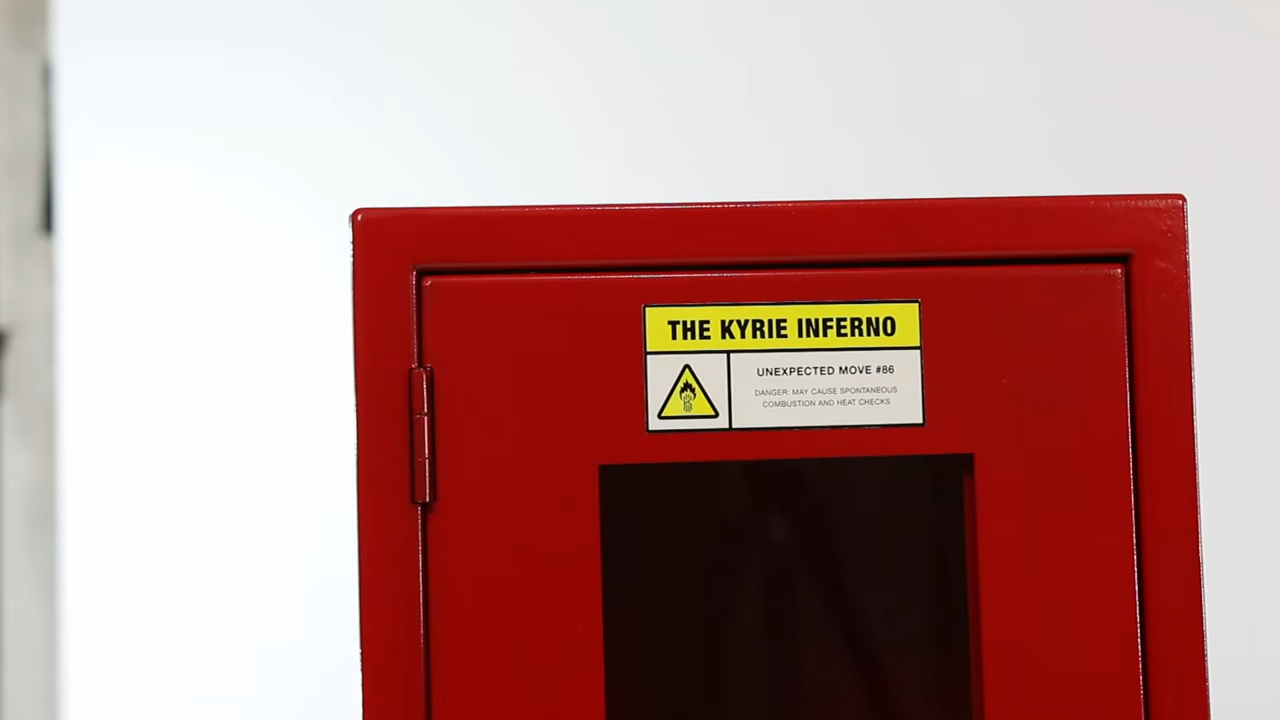 THE KYRIE INFERNO
UNEXPECTED MOVE #86
DANGER: MAY CAUSE SPONTANEOUS
COMBUSTION AND HEAT CHECKS